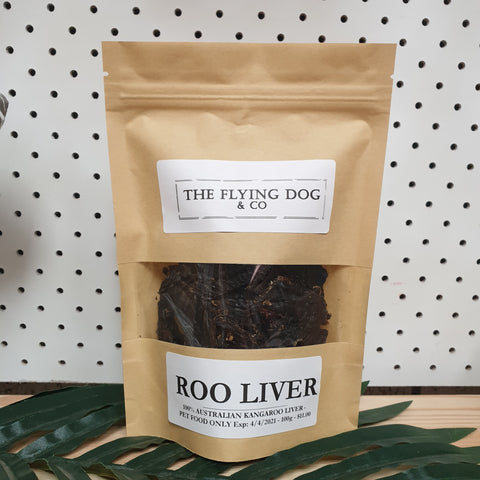 THE FLYING DOG
& CO
ROO LIVER
100% AUSTRALIAN KANGAROO LIVER -
PET FOOD ONLY Exp: 4/4/2021 - 100g - $11.00